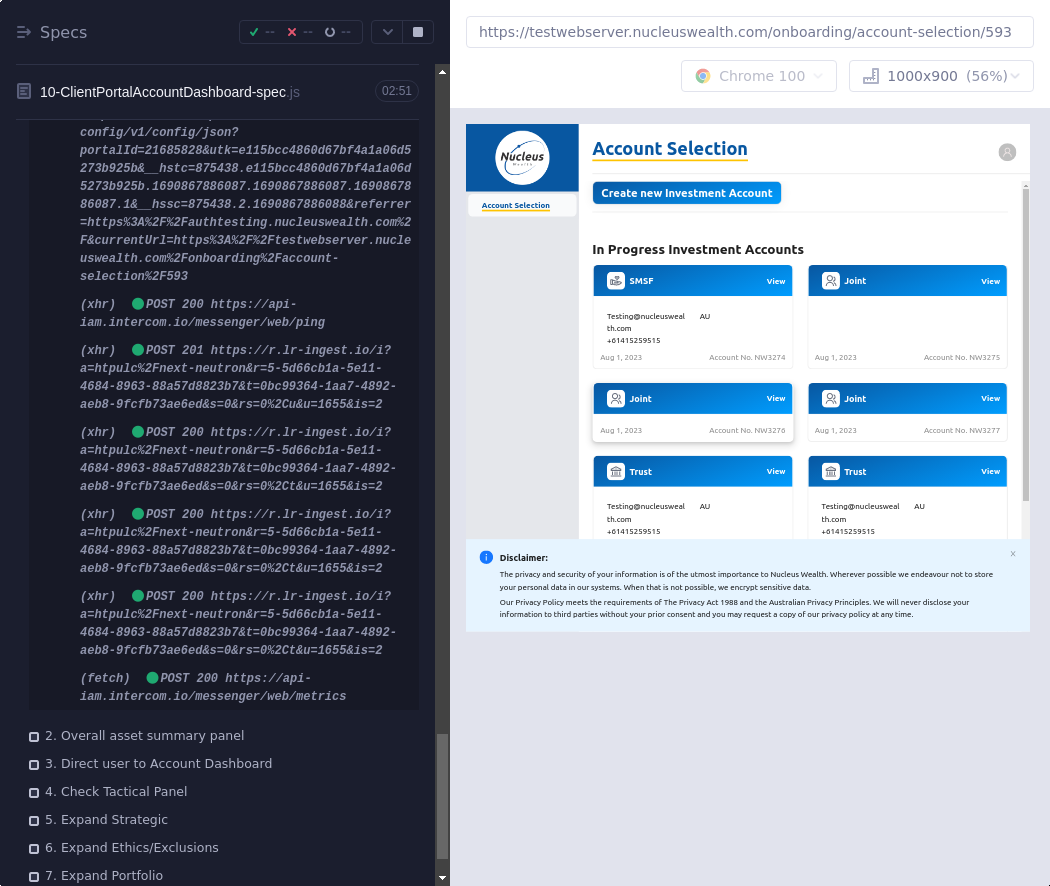 Specs
--
--
--
10-ClientPortalAccountDashboard-spec.js
02:51
config/v1/config/json?
portalId=21685828&utk=e115bcc4860d67bf4a1a06d5
273b925b&__hstc=875438.e115bcc4860d67bf4a1a06d
5273b925b.1690867886087.1690867886087.16908678
86087.1&__hssc=875438.2.1690867886088&referrer
=https%3A%2F%2Fauthtesting.nucleuswealth.com%2
F&currentUrl=https%3A%2F%2Ftestwebserver.nucle
uswealth.com%2Fonboarding%2Faccount-
selection%2F593
(xhr) POST 200 https://api-
iam.intercom.io/messenger/web/ping
(xhr) POST 201 https://r.lr-ingest.io/i?
a=htpulc%2Fnext-neutron&r=5-5d66cb1a-5e11-
4684-8963-88a57d8823b7&t=0bc99364-1aa7-4892-
aeb8-9fcfb73ae6ed&s=0&rs=0%2Cu&u=1655&is=2
(xhr) POST 200 https://r.lr-ingest.io/i?
a=htpulc%2Fnext-neutron&r=5-5d66cb1a-5e11-
4684-8963-88a57d8823b7&t=0bc99364-1aa7-4892-
aeb8-9fcfb73ae6ed&s=0&rs=0%2Ct&u=1655&is=2
(xhr) POST 200 https://r.lr-ingest.io/i?
a=htpulc%2Fnext-neutron&r=5-5d66cb1a-5e11-
4684-8963-88a57d8823b7&t=0bc99364-1aa7-4892-
aeb8-9fcfb73ae6ed&s=0&rs=0%2Ct&u=1655&is=2
(xhr) POST 200 https://r.lr-ingest.io/i?
a=htpulc%2Fnext-neutron&r=5-5d66cb1a-5e11-
4684-8963-88a57d8823b7&t=0bc99364-1aa7-4892-
aeb8-9fcfb73ae6ed&s=0&rs=0%2Ct&u=1655&is=2
(fetch) POST 200 https://api-
iam.intercom.io/messenger/web/metrics
2. Overall asset summary panel
3. Direct user to Account Dashboard
4. Check Tactical Panel
5. Expand Strategic
6. Expand Ethics/Exclusions
7. Expand Portfolio
https://testwebserver.nucleuswealth.com/onboarding/account-selection/593
Chrome 100
1000x900 (56%)
Nucleus
Wealth
Account Selection
Account Selection
Create new Investment Account
In Progress Investment Accounts
SMSF View
Testing@nucleusweal AU
th.com
+61415259515
Aug 1, 2023 Account No. NW3274
Joint View
Aug 1, 2023 Account No. NW3275
Joint View
Aug 1, 2023 Account No. NW3276
Joint View
Aug 1, 2023 Account No. NW3277
Trust View
Testing@nucleusweal AU
th.com
+61415259515
Trust View
Testing@nucleusweal AU
th.com
+61415259515
Disclaimer:
The privacy and security of your information is of the utmost importance to Nucleus Wealth. Wherever possible we endeavour not to store
your personal data in our systems. When that is not possible, we encrypt sensitive data.
Our Privacy Policy meets the requirements of The Privacy Act 1988 and the Australian Privacy Principles. We will never disclose your
information to third parties without your prior consent and you may request a copy of our privacy policy at any time.